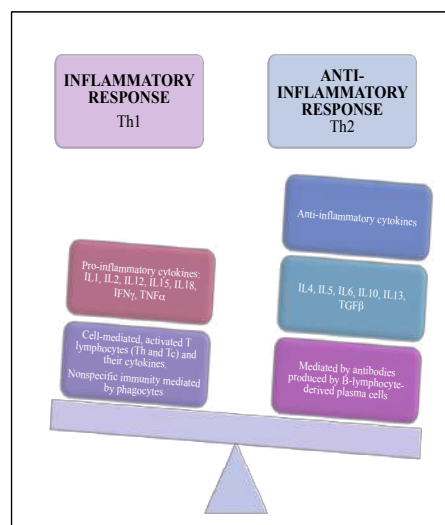 INFLAMMATORY
RESPONSE
Th1
ANTI-
INFLAMMATORY
RESPONSE
Th2
Pro-inflammatory cytokines:
IL1, IL2, IL12, IL15, IL18,
IFNγ, TNFα
Cell-mediated, activated T
lymphocytes (Th and Tc) and
their cytokines.
Nonspecific immunity mediated
by phagocytes
Anti-inflammatory cytokines
IL4, IL5, IL6, IL10, IL13,
TGFβ
Mediated by antibodies
produced by B-lymphocyte-
derived plasma cells